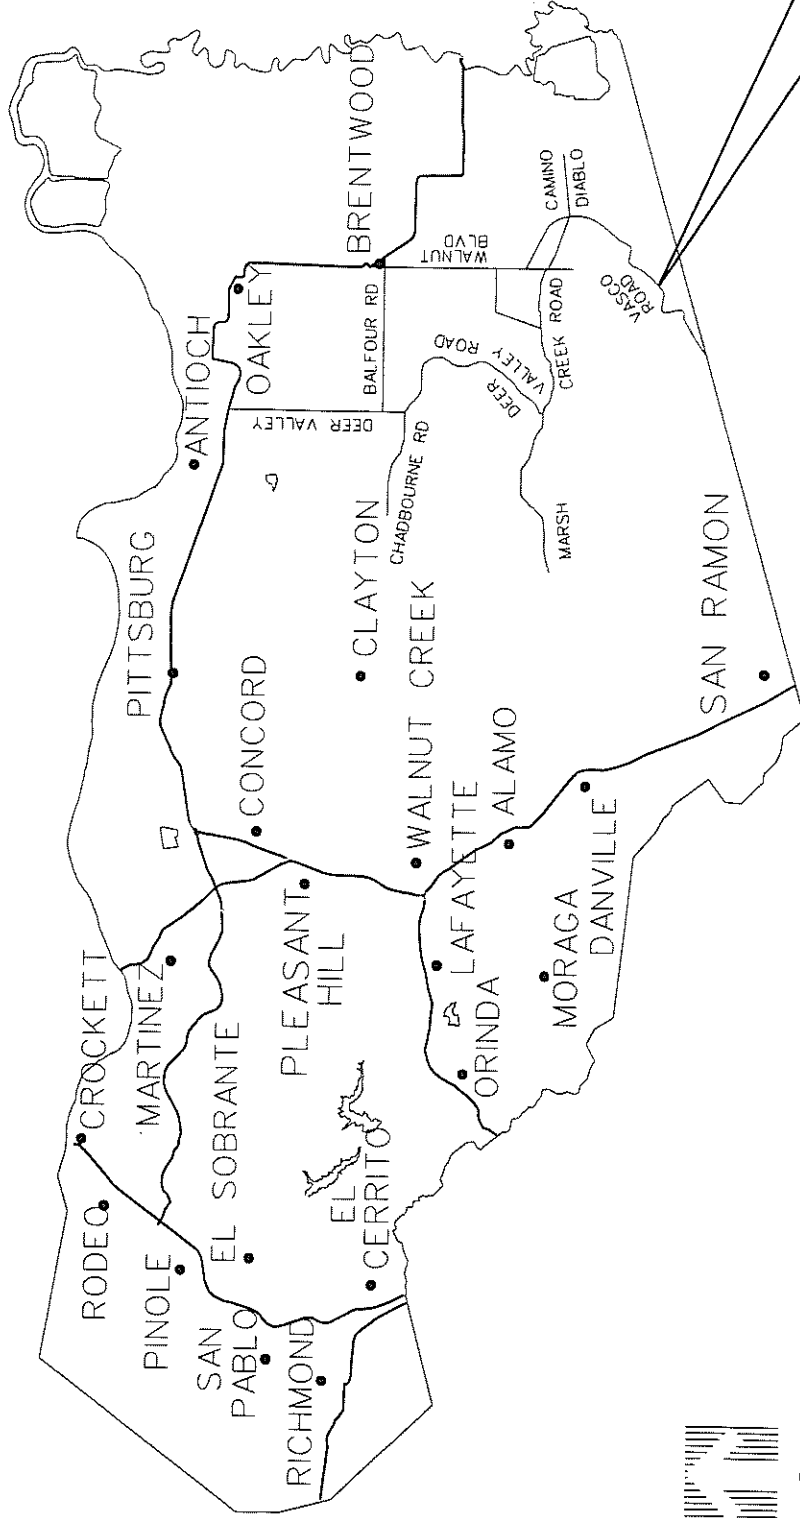 RODEO
CROCKETT
PINOLE
MARTINEZ
SAN
PABLO
EL SOBRANTE
RICHMOND
EL
CERRITO
PLEASANT
HILL
ORINDA
LAFAYETTE
MORAGA
DANVILLE
ALAMO
WALNUT CREEK
CONCORD
CLAYTON
PITTSBURG
ANTIOCH
OAKLEY
BRENTWOOD
SAN RAMON
DEER VALLEY
BALFOUR RD
CHADBOURNE RD
DEER
VALLEY ROAD
MARSH
CREEK ROAD
WALNUT
BLVD
CAMINO
DIABLO
VASCO
ROAD